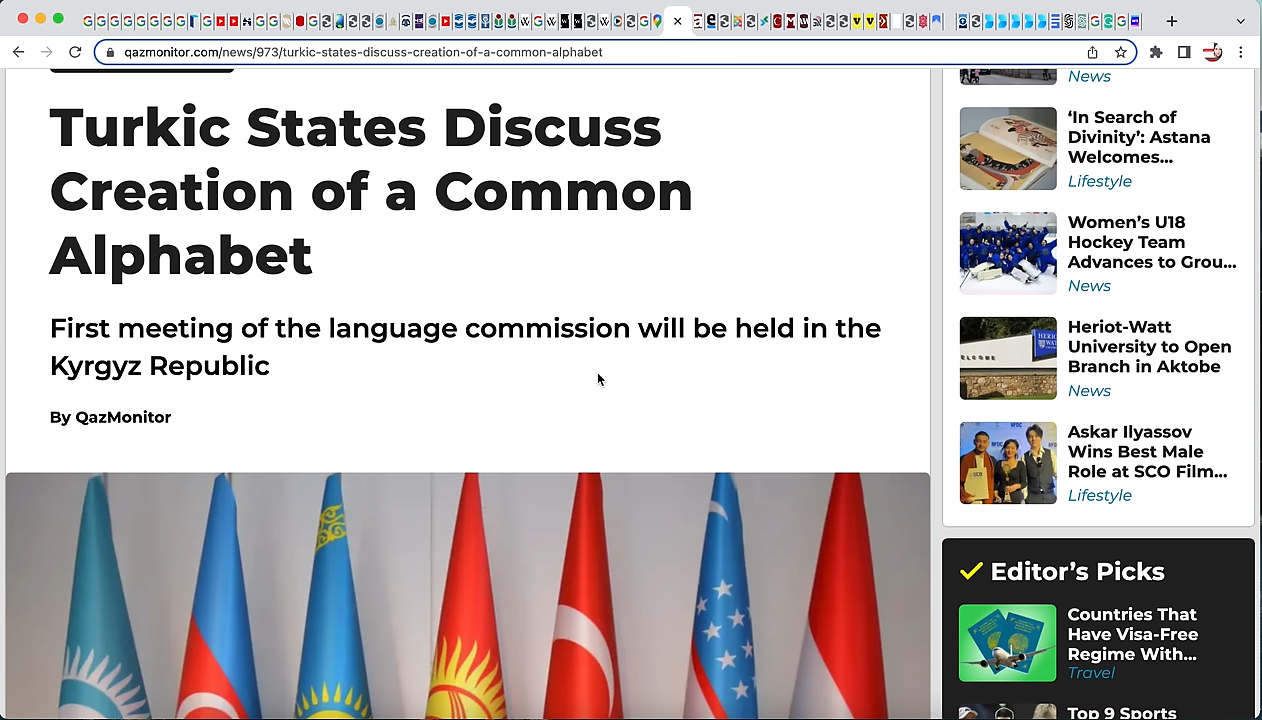 qazmonitor.com/news/973/turkic-states-discuss-creation-of-a-common-alphabet
Turkic States Discuss
Creation of a Common
Alphabet
First meeting of the language commission will be held in the
Kyrgyz Republic
By QazMonitor
News
‘In Search of
Divinity’: Astana
Welcomes...
Lifestyle
Women’s U18
Hockey Team
Advances to Grou...
News
Heriot-Watt
University to Open
Branch in Aktobe
News
Askar Ilyassov
Wins Best Male
Role at SCO Film...
Lifestyle
Editor’s Picks
Countries That
Have Visa-Free
Regime With...
Travel
Top 9 Sports